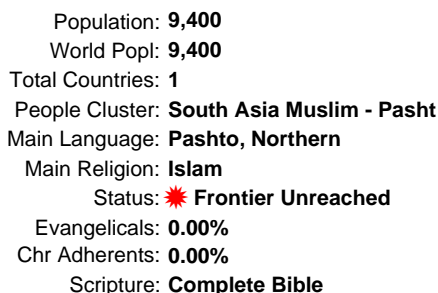 Population: 9,400
World Popl: 9,400
Total Countries: 1
People Cluster: South Asia Muslim - Pasht
Main Language: Pashto, Northern
Main Religion: Islam
Status: Frontier Unreached
Evangelicals: 0.00%
Chr Adherents: 0.00%
Scripture: Complete Bible